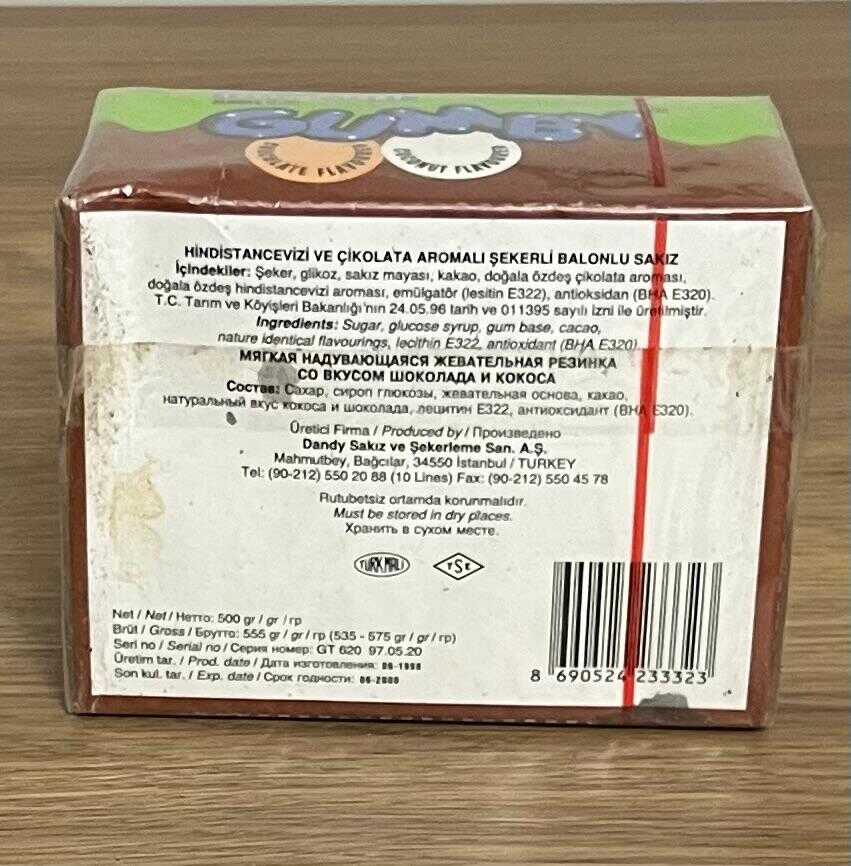 GUMBY
CHOCOLATE FLAVOURED
COCONUT FLAVOURED
HİNDİSTANCEVİZİ VE ÇİKOLATA AROMALI ŞEKERLİ BALONLU SAKIZ
İçindekiler: Şeker, glikoz, sakız mayası, kakao, doğala özdeş çikolata aroması,
doğala özdeş hindistancevizi aroması, emülgatör (lesitin E322), antioksidan (BHA E320).
T.C. Tarım ve Köyişleri Bakanlığı'nın 24.05.96 tarih ve 011395 sayılı izni ile üretilmiştir.
Ingredients: Sugar, glucose syrup, gum base, cacao,
nature identical flavourings, lecithin E322, antioxidant (BHA E320).
МЯГКАЯ НАДУВАЮЩАЯСЯ ЖЕВАТЕЛЬНАЯ РЕЗИНКА
СО ВКУСОМ ШОКОЛАДА И КОКОСА
Состав: Сахар, сироп глюкозы, жевательная основа, какао,
натуральный вкус кокоса и шоколада, лецитин E322, антиоксидант (BHA E320).
Üretici Firma / Produced by / Произведено
Dandy Sakız ve Şekerleme San. A.Ş.
Mahmutbey, Bağcılar, 34550 İstanbul / TURKEY
Tel: (90-212) 550 20 88 (10 Lines) Fax: (90-212) 550 45 78
Rutubetsiz ortamda korunmalıdır.
Must be stored in dry places.
Хранить в сухом месте.
TÜRK MALI
TSE
Net / Net / Нетто: 500 gr / gr / гр
Brüt / Gross / Брутто: 555 gr / gr / гр (535 - 575 gr / gr / гр)
Seri no / Serial no / Серия номер: GT 620 97.05.20
Üretim tar. / Prod. date / Дата изготовления: 06-1998
Son kul. tar. / Exp. date / Срок годности: 06-2000
8 690524 233323